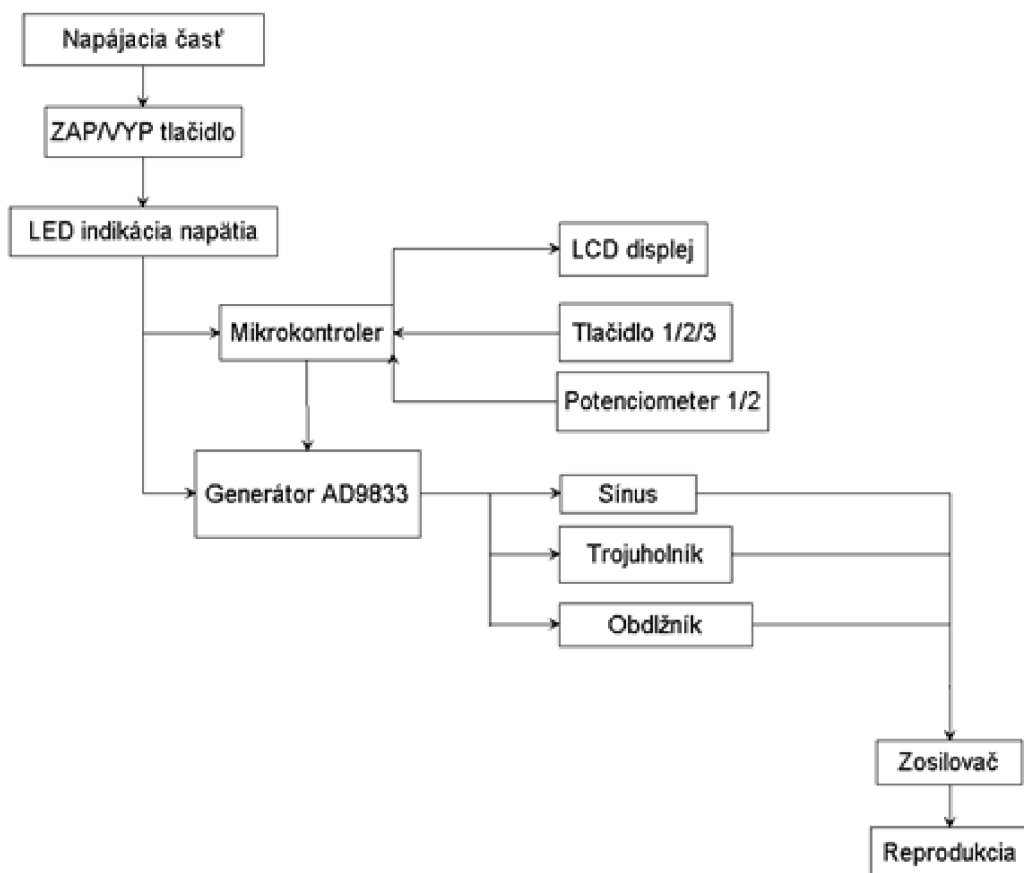 Napájacia časť
ZAP/VYP tlačidlo
LED indikácia napätia
LCD displej
Mikrokontroler
Tlačidlo 1/2/3
Potenciometer 1/2
Generátor AD9833
Sínus
Trojuholník
Obdlžník
Zosilovač
Reprodukcia